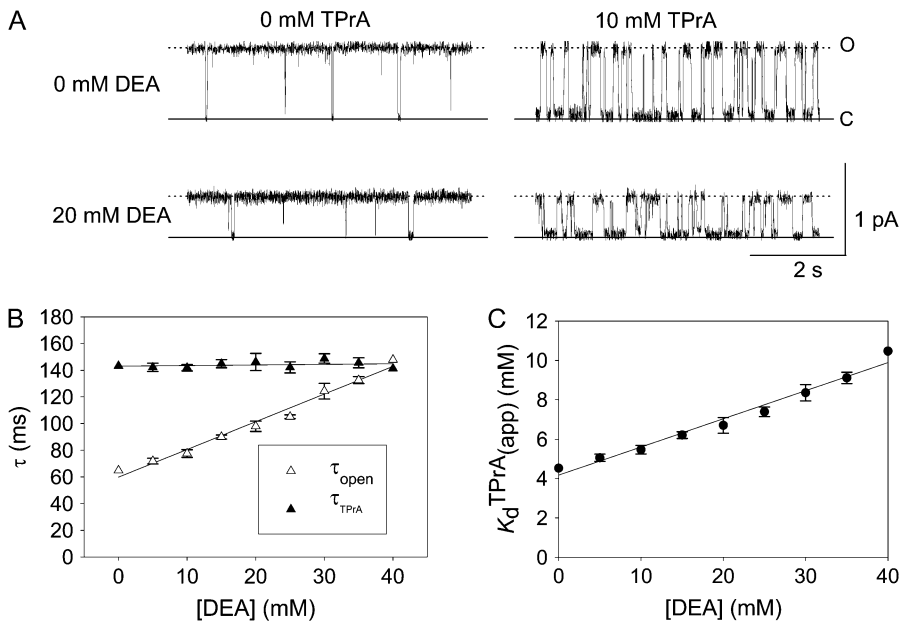 A
0 mM TPrA
10 mM TPrA
0 mM DEA
O
C
20 mM DEA
1 pA
2 s
B
τ (ms)
180
160
140
120
100
80
60
40
20
0
τopen
τTPrA
0 10 20 30 40
[DEA] (mM)
C
KdTPrA(app) (mM)
12
10
8
6
4
2
0
0 10 20 30 40
[DEA] (mM)